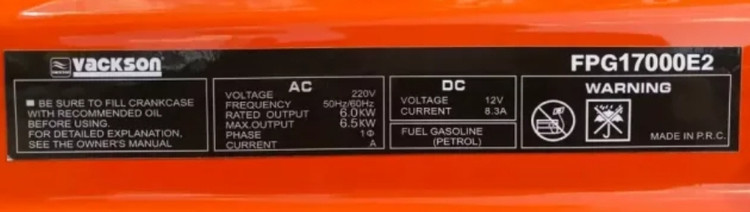 VACKSON
FPG17000E2
■ BE SURE TO FILL CRANKCASE
WITH RECOMMENDED OIL
BEFORE USING.
FOR DETAILED EXPLANATION,
SEE THE OWNER'S MANUAL
AC
VOLTAGE 220V
FREQUENCY 50Hz/60Hz
RATED OUTPUT 6.0KW
MAX.OUTPUT 6.5KW
PHASE 1Φ
CURRENT A
DC
VOLTAGE 12V
CURRENT 8.3A
FUEL GASOLINE
(PETROL)
WARNING
MADE IN P.R.C.